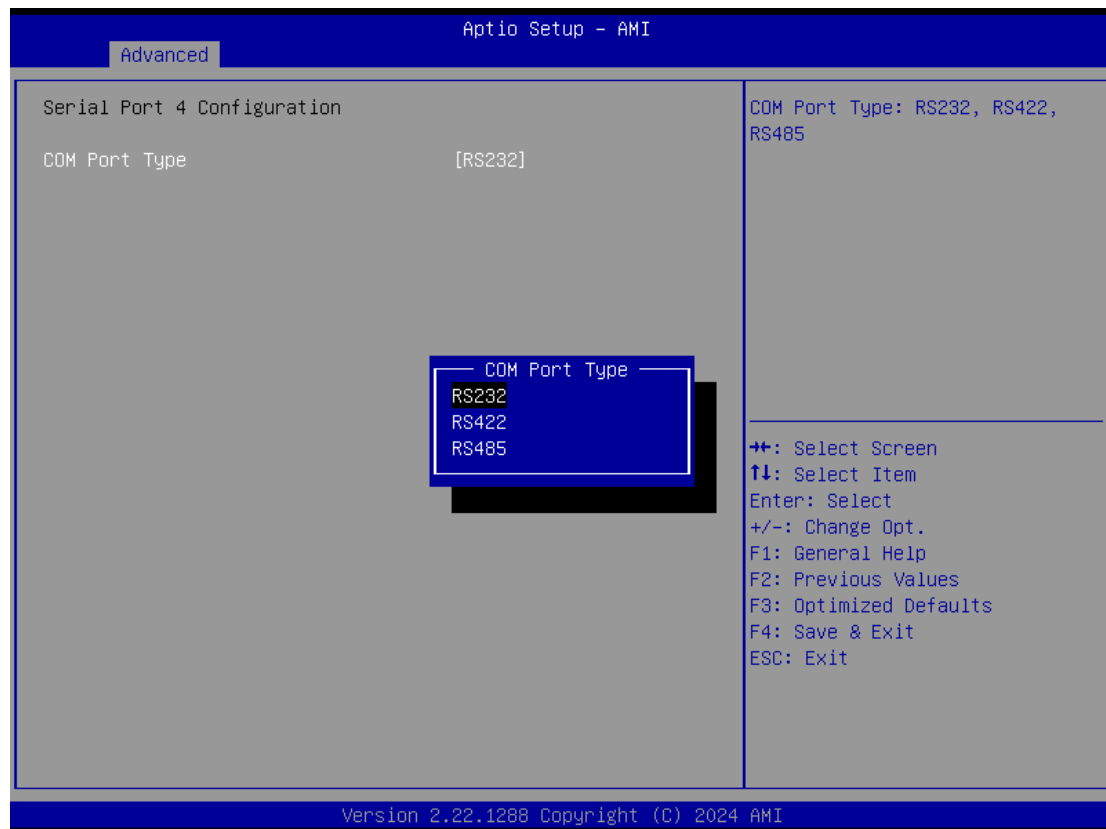 Aptio Setup – AMI
Advanced
Serial Port 4 Configuration
COM Port Type [RS232]
COM Port Type: RS232, RS422,
RS485
COM Port Type
RS232
RS422
RS485
→←: Select Screen
↑↓: Select Item
Enter: Select
+/-: Change Opt.
F1: General Help
F2: Previous Values
F3: Optimized Defaults
F4: Save & Exit
ESC: Exit
Version 2.22.1288 Copyright (C) 2024 AMI